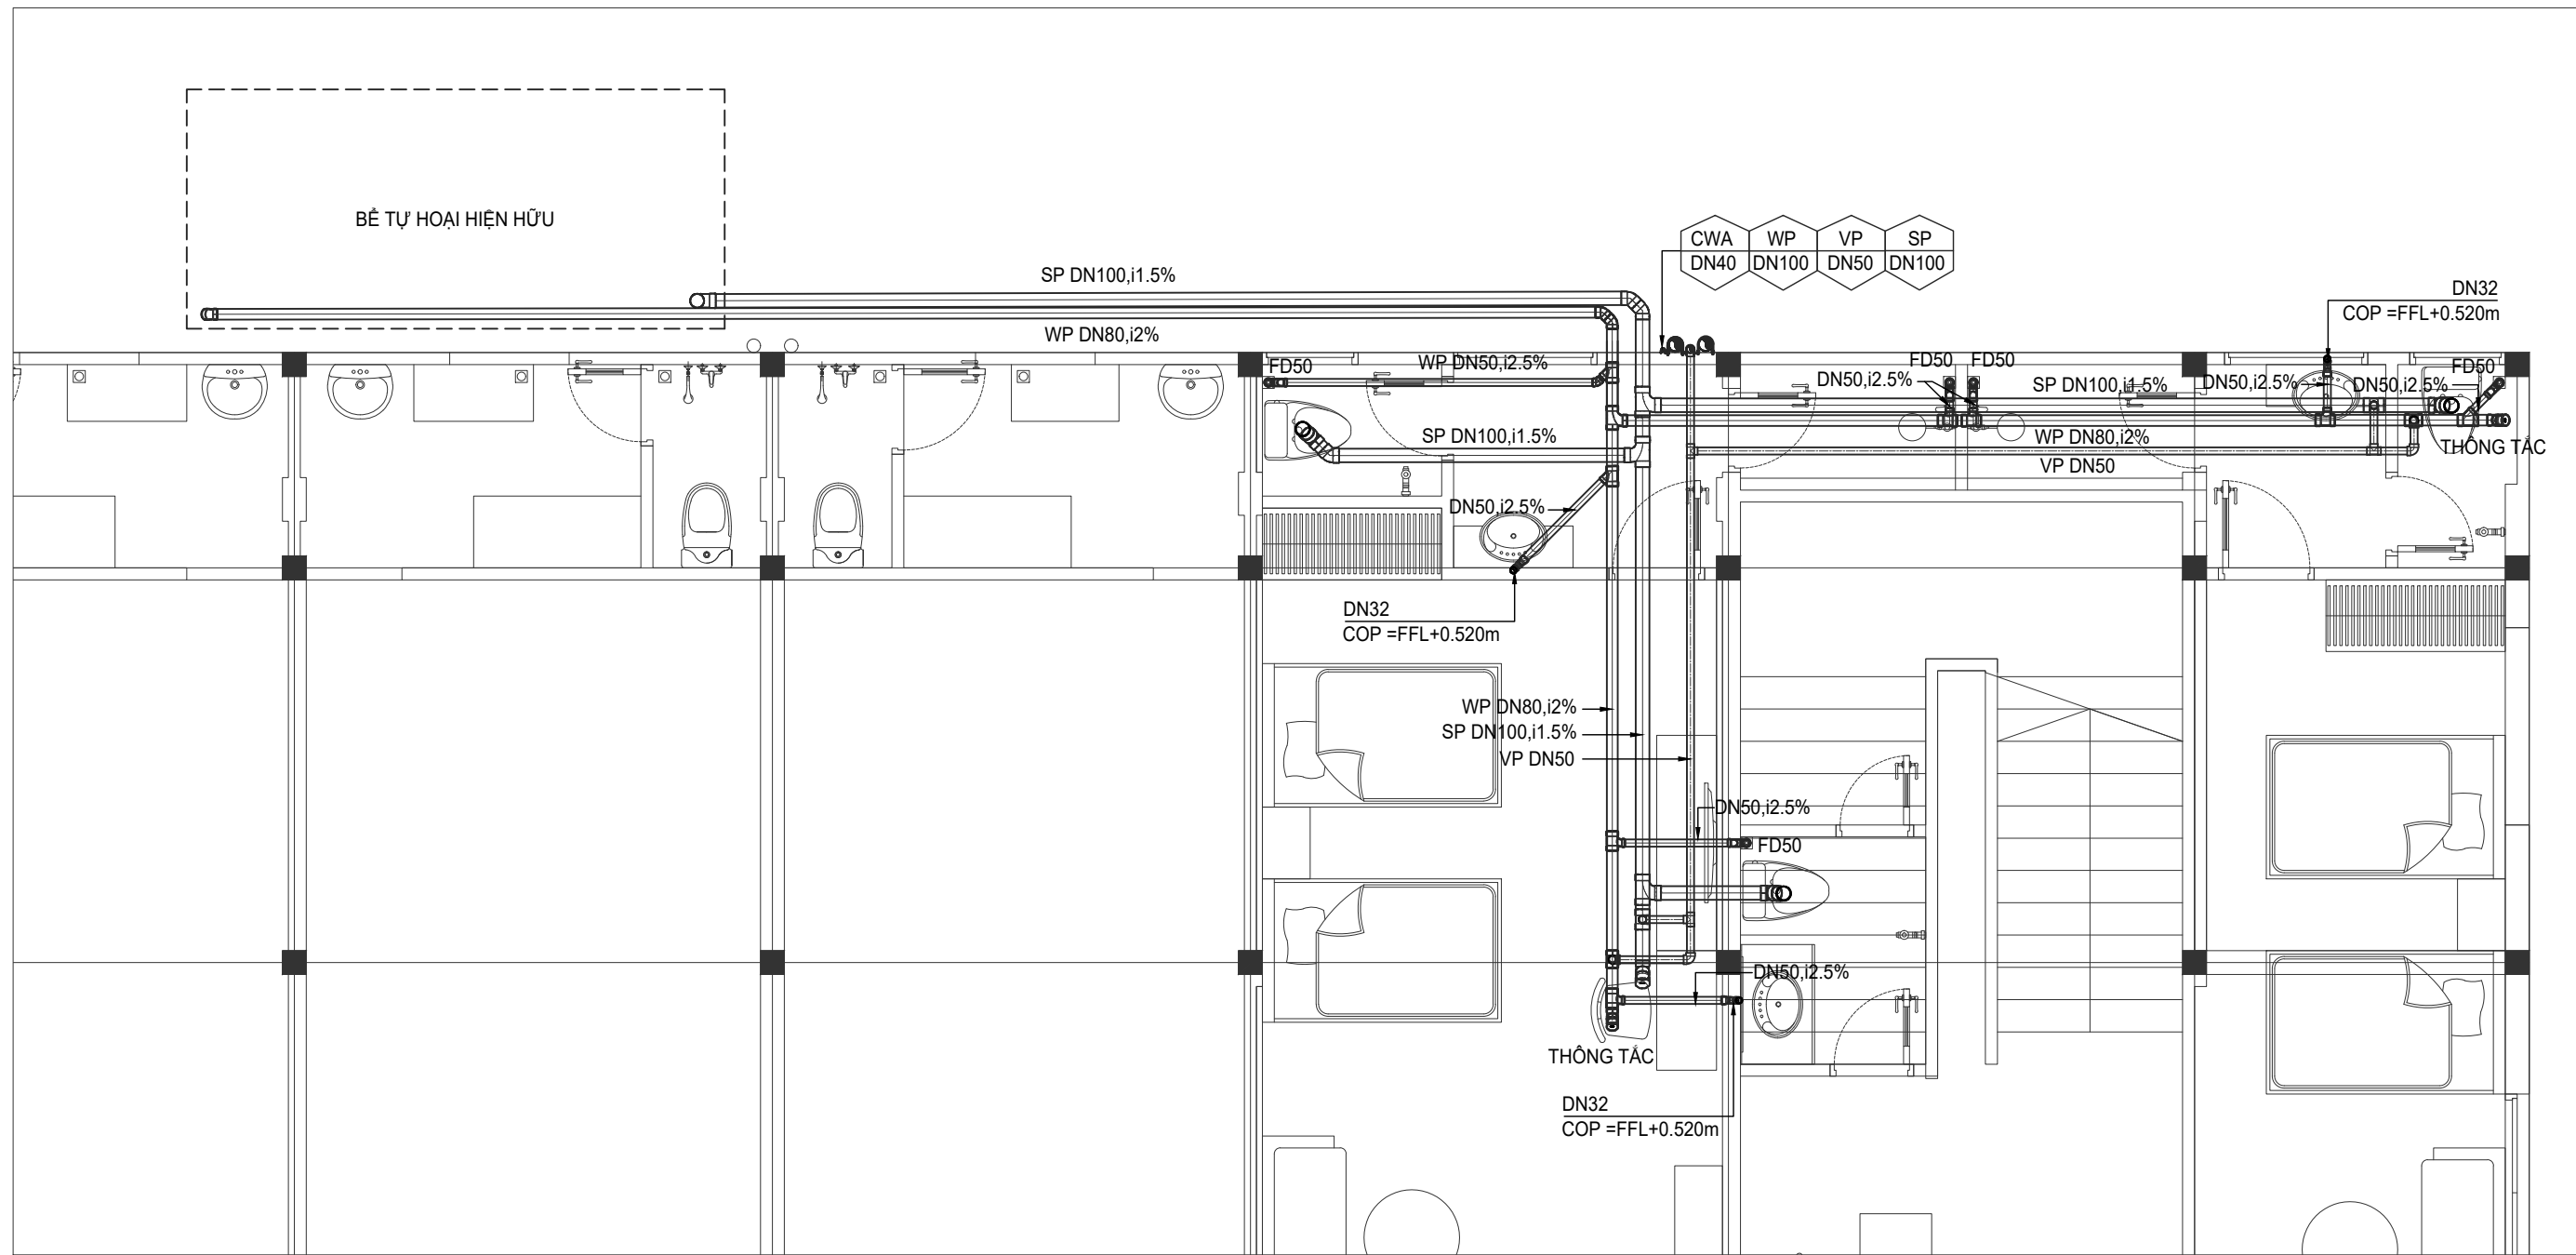 BỂ TỰ HOẠI HIỆN HỮU
SP DN100,i1.5%
WP DN80,i2%
CWA WP VP SP
DN40 DN100 DN50 DN100
DN32
COP =FFL+0.520m
FD50
WP DN50,i2.5%
FD50 FD50
DN50,i2.5%
SP DN100,i1.5%
DN50,i2.5%
DN50,i2.5%
FD50
SP DN100,i1.5%
WP DN80,i2%
THÔNG TẮC
VP DN50
DN50,i2.5%
DN32
COP =FFL+0.520m
WP DN80,i2%
SP DN100,i1.5%
VP DN50
DN50,i2.5%
FD50
DN50,i2.5%
THÔNG TẮC
DN32
COP =FFL+0.520m